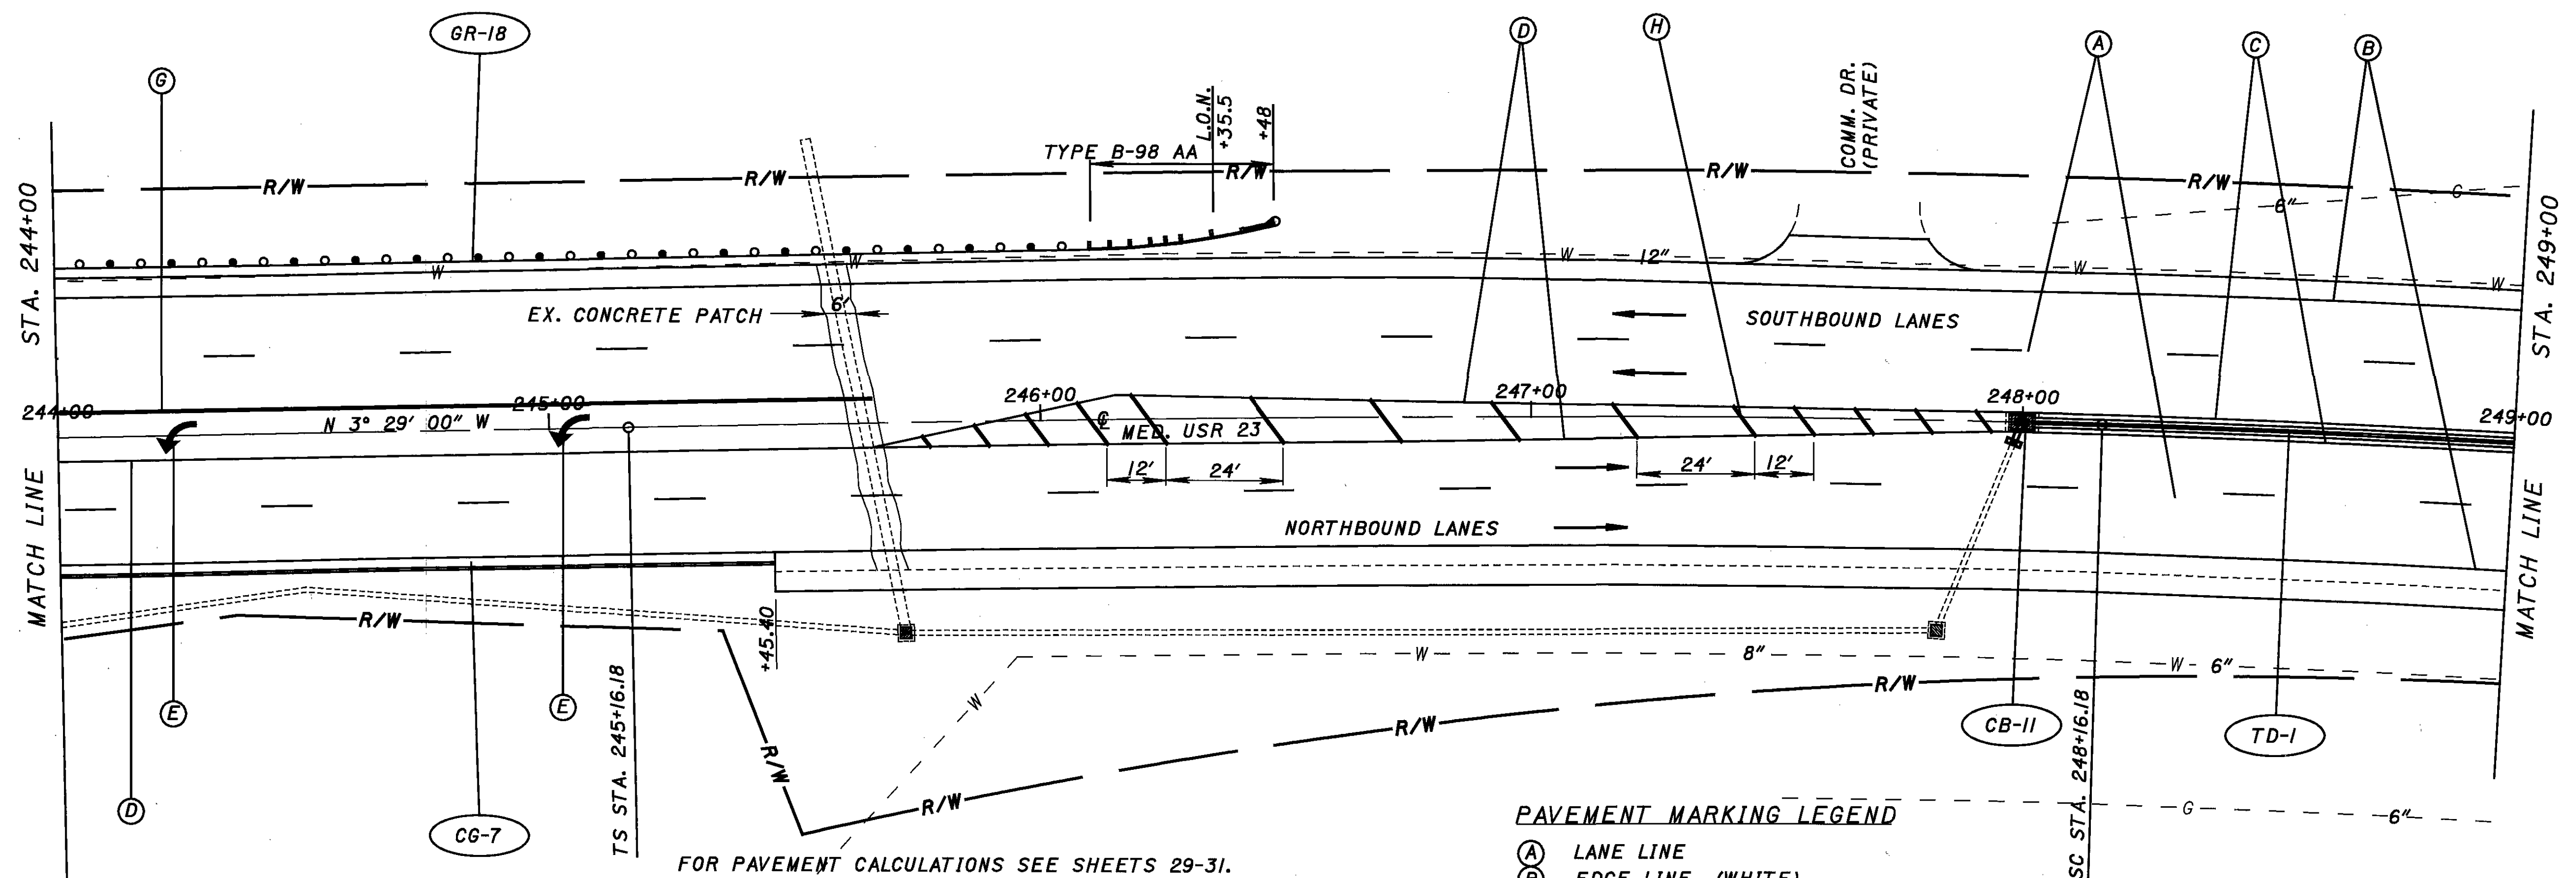 GR-18
D
H
A
C
B
G
COMM. DR.
(PRIVATE)
L.O.N.
+35.5
+48
TYPE B-98 AA
R/W
R/W
R/W
R/W
R/W
G
6"
STA. 244+00
STA. 249+00
W
W
W
12"
W
W
6'
EX. CONCRETE PATCH
SOUTHBOUND LANES
244+00
245+00
246+00
247+00
248+00
249+00
N 3° 29' 00" W
℄
MED. USR 23
12'
24'
24'
12'
NORTHBOUND LANES
MATCH LINE
MATCH LINE
R/W
+45.40
W
8"
W
6"
W
R/W
R/W
R/W
R/W
E
E
D
TS STA. 245+16.18
CG-7
CB-11
TD-1
SC STA. 248+16.18
G
6"
FOR PAVEMENT CALCULATIONS SEE SHEETS 29-31.
PAVEMENT MARKING LEGEND
A LANE LINE
B EDGE LINE (WHITE)